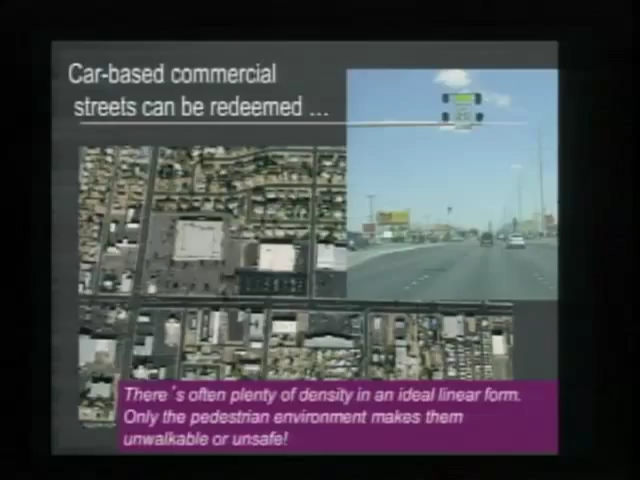 Car-based commercial
streets can be redeemed ...
There´s often plenty of density in an ideal linear form.
Only the pedestrian environment makes them
unwalkable or unsafe!